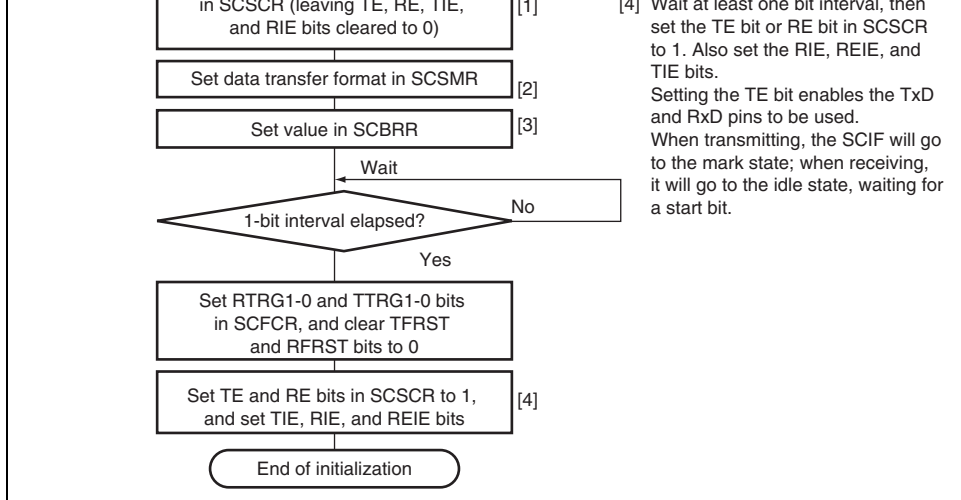 in SCSCR (leaving TE, RE, TIE,
and RIE bits cleared to 0)
[1]
Set data transfer format in SCSMR
[2]
Set value in SCBRR
[3]
Wait
1-bit interval elapsed?
No
Yes
Set RTRG1-0 and TTRG1-0 bits
in SCFCR, and clear TFRST
and RFRST bits to 0
Set TE and RE bits in SCSCR to 1,
and set TIE, RIE, and REIE bits
[4]
End of initialization
[4] Wait at least one bit interval, then
set the TE bit or RE bit in SCSCR
to 1. Also set the RIE, REIE, and
TIE bits.
Setting the TE bit enables the TxD
and RxD pins to be used.
When transmitting, the SCIF will go
to the mark state; when receiving,
it will go to the idle state, waiting for
a start bit.